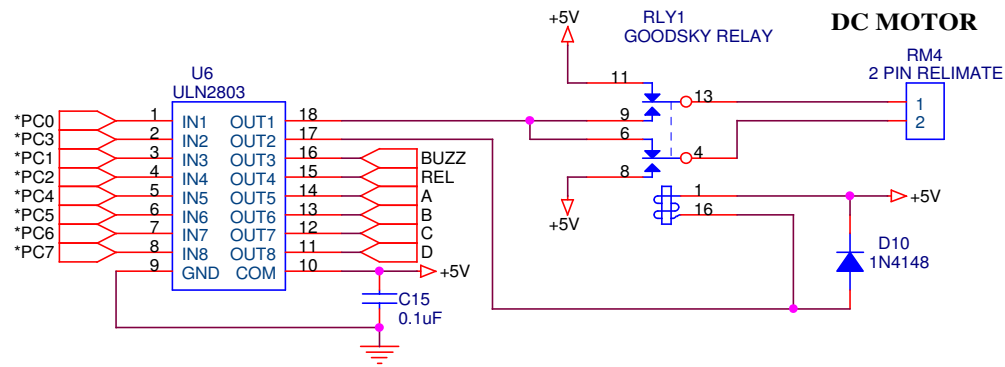 +5V
RLY1
GOODSKY RELAY
DC MOTOR
RM4
2 PIN RELIMATE
U6
ULN2803
11
13
1
2
*PC0 1 IN1 OUT1 18
9
*PC3 2 IN2 OUT2 17
6
*PC1 3 IN3 OUT3 16 BUZZ
4
*PC2 4 IN4 OUT4 15 REL
8
*PC4 5 IN5 OUT5 14 A
1
+5V
*PC5 6 IN6 OUT6 13 B
16
+5V
*PC6 7 IN7 OUT7 12 C
*PC7 8 IN8 OUT8 11 D
D10
1N4148
9 GND COM 10 +5V
C15
0.1uF